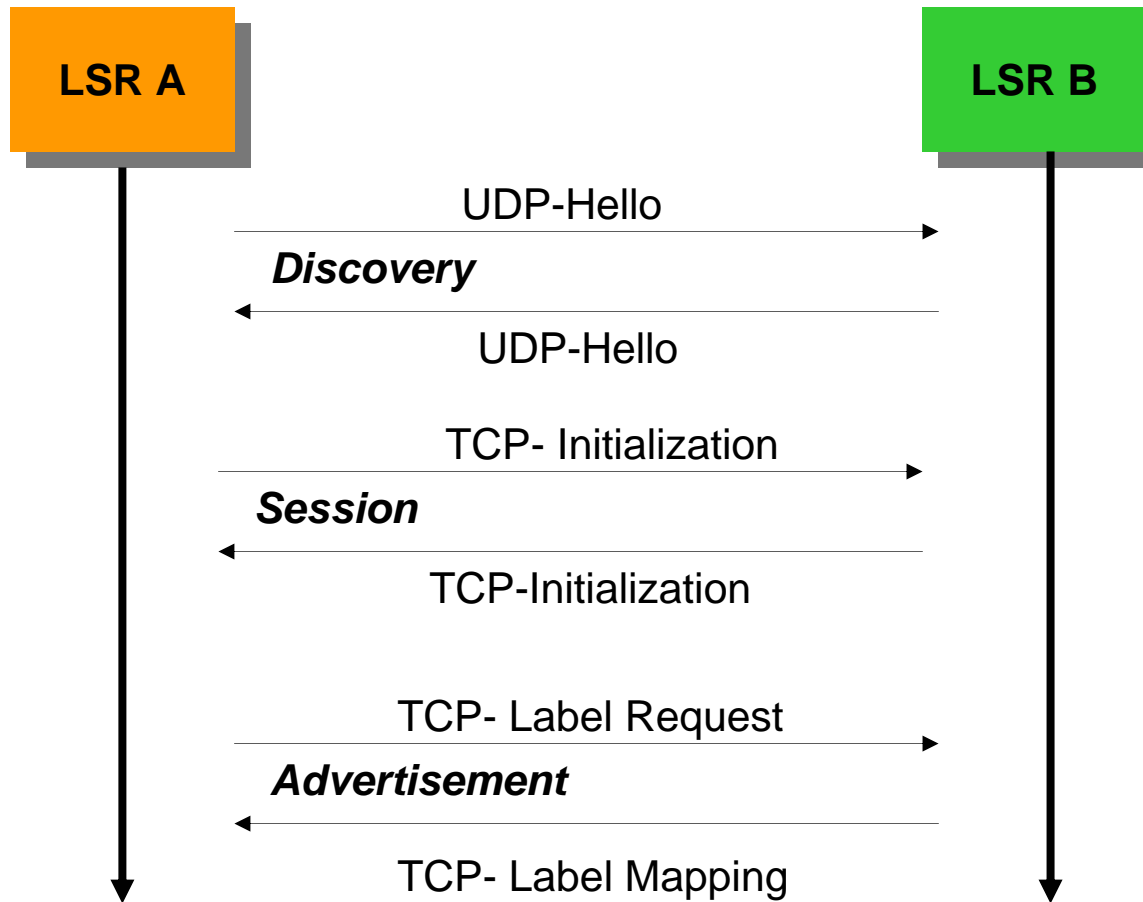 LSR A
LSR B
UDP-Hello
Discovery
UDP-Hello
TCP- Initialization
Session
TCP-Initialization
TCP- Label Request
Advertisement
TCP- Label Mapping